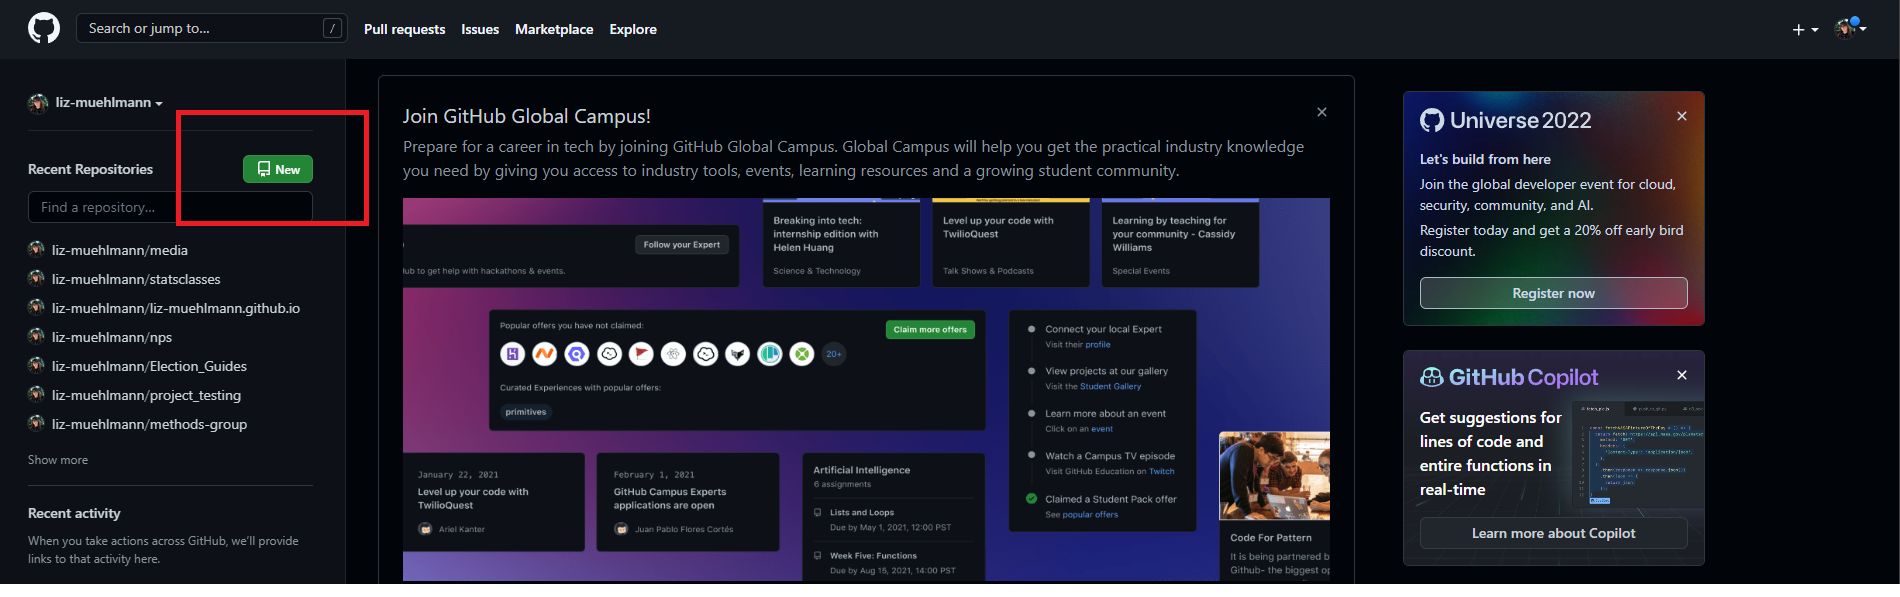 Search or jump to...
/
Pull requests
Issues
Marketplace
Explore
liz-muehlmann
Recent Repositories
New
Find a repository...
liz-muehlmann/media
liz-muehlmann/statsclasses
liz-muehlmann/liz-muehlmann.github.io
liz-muehlmann/nps
liz-muehlmann/Election_Guides
liz-muehlmann/project_testing
liz-muehlmann/methods-group
Show more
Recent activity
When you take actions across GitHub, we'll provide
links to that activity here.
Join GitHub Global Campus!
Prepare for a career in tech by joining GitHub Global Campus. Global Campus will help you get the practical industry knowledge
you need by giving you access to industry tools, events, learning resources and a growing student community.
Follow your Expert
to get help with hackathons & events.
Breaking into tech:
internship edition with
Helen Huang
Science & Technology
Level up your code with
TwilioQuest
Talk Shows & Podcasts
Learning by teaching for
your community - Cassidy
Williams
Special Events
Popular offers you have not claimed:
Claim more offers
20+
Curated Experiences with popular offers:
primitives
Connect your local Expert
Visit their profile
View projects at our gallery
Visit the Student Gallery
Learn more about an event
Click on an event
Watch a Campus TV episode
Visit GitHub Education on Twitch
Claimed a Student Pack offer
See popular offers
January 22, 2021
Level up your code with
TwilioQuest
Ariel Kanter
February 1, 2021
GitHub Campus Experts
applications are open
Juan Pablo Flores Cortés
Artificial Intelligence
6 assignments
Lists and Loops
Due by May 1, 2021, 12:00 PST
Week Five: Functions
Due by Aug 15, 2021, 14:00 PST
Code For Pattern
It is being partnered b
Github- the biggest op
Universe 2022
Let's build from here
Join the global developer event for cloud,
security, community, and AI.
Register today and get a 20% off early bird
discount.
Register now
GitHub Copilot
Get suggestions for
lines of code and
entire functions in
real-time
Learn more about Copilot